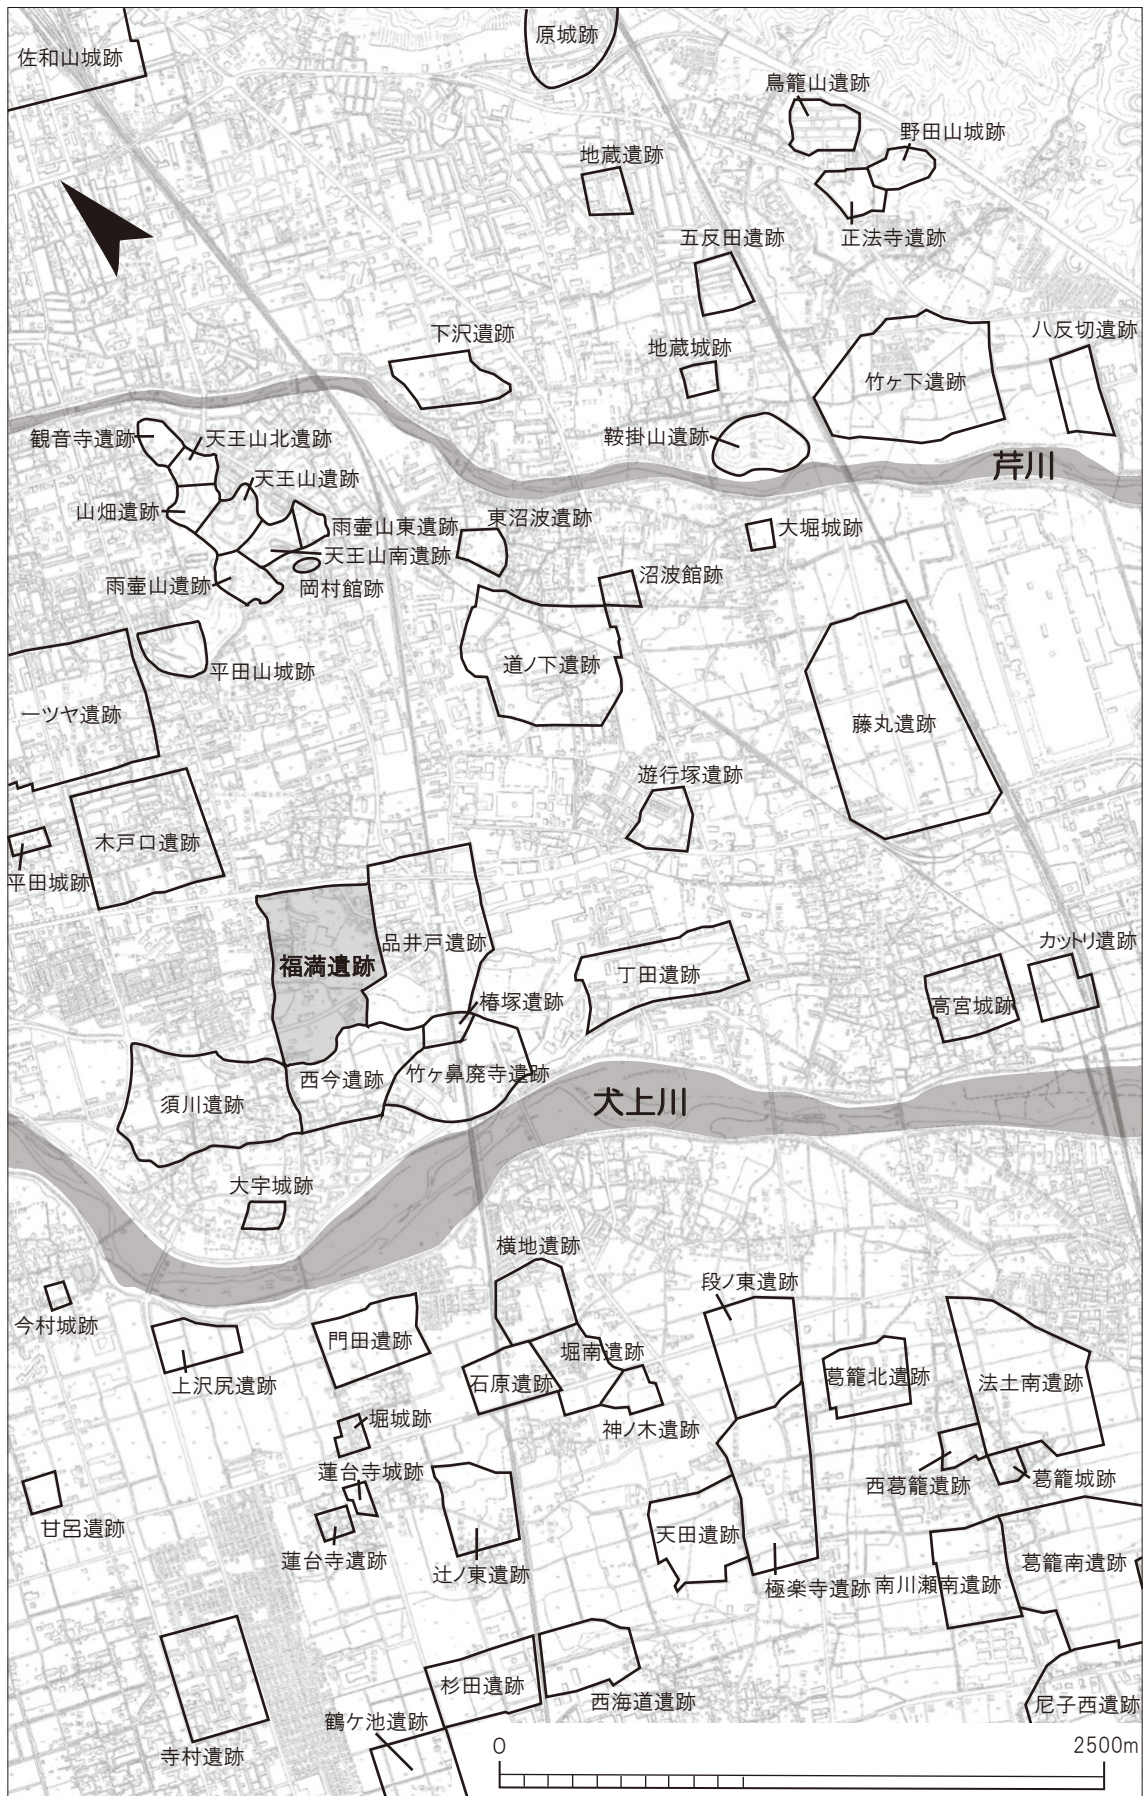 佐和山城跡
原城跡
鳥籠山遺跡
野田山城跡
地蔵遺跡
正法寺遺跡
五反田遺跡
下沢遺跡
地蔵城跡
八反切遺跡
竹ヶ下遺跡
観音寺遺跡
天王山北遺跡
鞍掛山遺跡
芹川
天王山遺跡
山畑遺跡
雨壷山東遺跡
東沼波遺跡
大堀城跡
天王山南遺跡
雨壷山遺跡
岡村館跡
沼波館跡
平田山城跡
道ノ下遺跡
一ツヤ遺跡
藤丸遺跡
遊行塚遺跡
木戸口遺跡
平田城跡
品井戸遺跡
カットリ遺跡
福満遺跡
丁田遺跡
椿塚遺跡
高宮城跡
西今遺跡
竹ヶ鼻廃寺遺跡
須川遺跡
犬上川
大宇城跡
横地遺跡
段ノ東遺跡
今村城跡
門田遺跡
堀南遺跡
上沢尻遺跡
石原遺跡
葛籠北遺跡
法土南遺跡
堀城跡
神ノ木遺跡
蓮台寺城跡
西葛籠遺跡
葛籠城跡
甘呂遺跡
天田遺跡
蓮台寺遺跡
辻ノ東遺跡
極楽寺遺跡
南川瀬南遺跡
葛籠南遺跡
杉田遺跡
西海道遺跡
尼子西遺跡
鶴ケ池遺跡
寺村遺跡
0
2500m